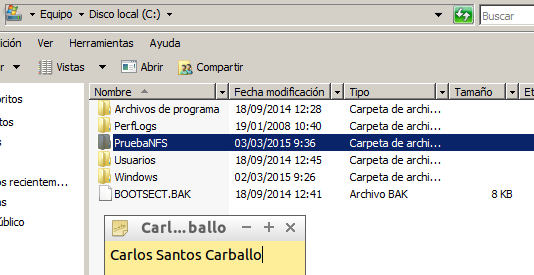 Equipo Disco local (C:) Buscar
ición Ver Herramientas Ayuda
r Vistas Abrir Compartir
Nombre Fecha modificación Tipo Tamaño Et
oritos
Archivos de programa 18/09/2014 12:28 Carpeta de archi...
tos
PerfLogs 19/01/2008 10:40 Carpeta de archi...
s
PruebaNFS 03/03/2015 9:36 Carpeta de archi...
Usuarios 18/09/2014 12:45 Carpeta de archi...
os recientem...
Windows 02/03/2015 9:26 Carpeta de archi...
as
BOOTSECT.BAK 18/09/2014 12:41 Archivo BAK 8 KB
úblico
Carl...ballo
Carlos Santos Carballo